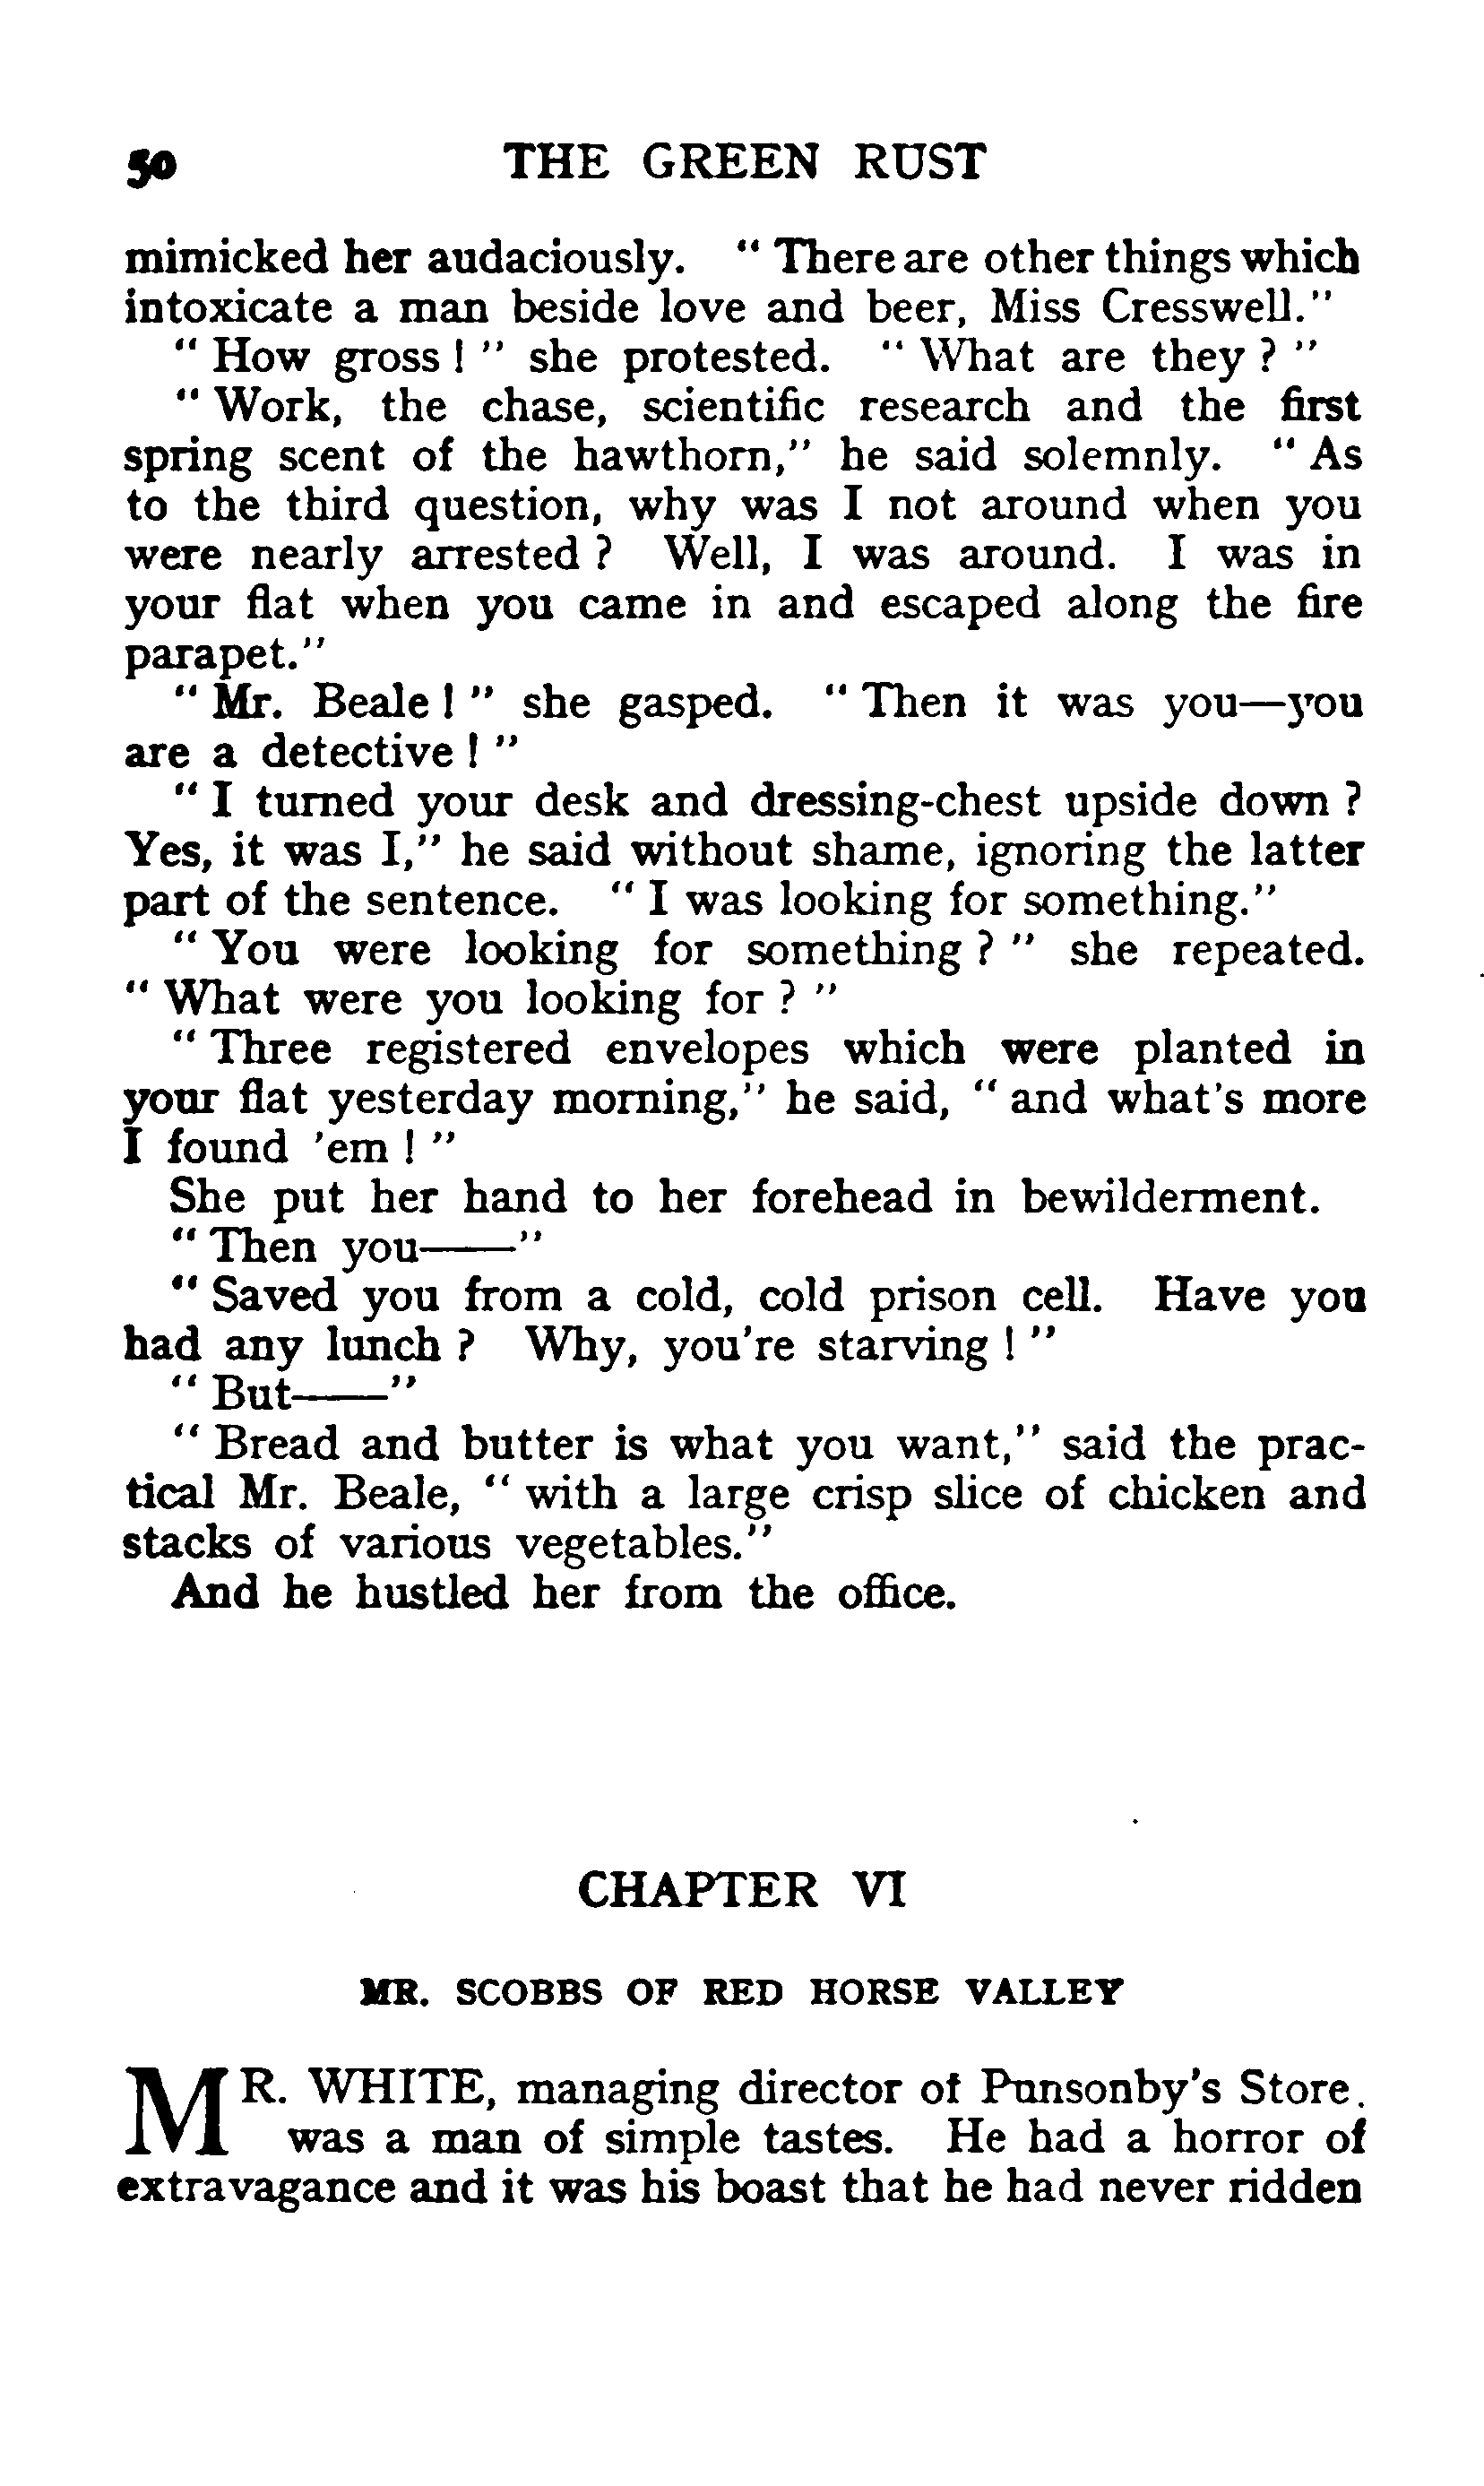 50 THE GREEN RUST
mimicked her audaciously. "There are other things which
intoxicate a man beside love and beer, Miss Cresswell."
"How gross!" she protested. "What are they?"
"Work, the chase, scientific research and the first
spring scent of the hawthorn," he said solemnly. "As
to the third question, why was I not around when you
were nearly arrested? Well, I was around. I was in
your flat when you came in and escaped along the fire
parapet."
"Mr. Beale!" she gasped. "Then it was you—you
are a detective!"
"I turned your desk and dressing-chest upside down?
Yes, it was I," he said without shame, ignoring the latter
part of the sentence. "I was looking for something."
"You were looking for something?" she repeated.
"What were you looking for?"
"Three registered envelopes which were planted in
your flat yesterday morning," he said, "and what's more
I found 'em!"
She put her hand to her forehead in bewilderment.
"Then you——"
"Saved you from a cold, cold prison cell. Have you
had any lunch? Why, you're starving!"
"But——"
"Bread and butter is what you want," said the prac-
tical Mr. Beale, "with a large crisp slice of chicken and
stacks of various vegetables."
And he hustled her from the office.
CHAPTER VI
MR. SCOBBS OF RED HORSE VALLEY
MR. WHITE, managing director of Punsonby's Store.
was a man of simple tastes. He had a horror of
extravagance and it was his boast that he had never ridden